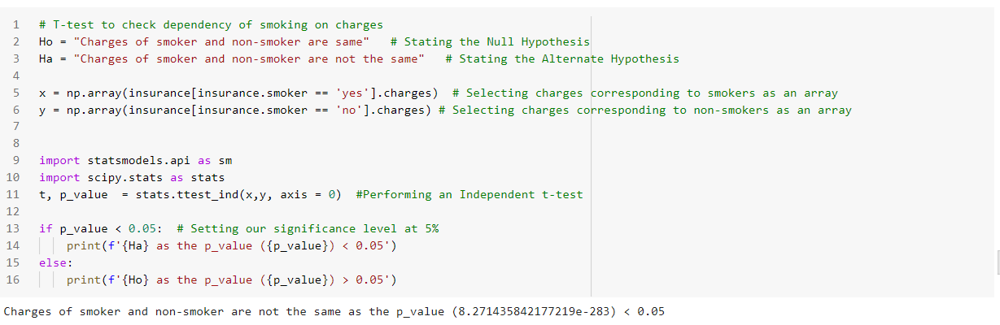 1 # T-test to check dependency of smoking on charges
2 Ho = "Charges of smoker and non-smoker are same"   # Stating the Null Hypothesis
3 Ha = "Charges of smoker and non-smoker are not the same"   # Stating the Alternate Hypothesis
4
5 x = np.array(insurance[insurance.smoker == 'yes'].charges)  # Selecting charges corresponding to smokers as an array
6 y = np.array(insurance[insurance.smoker == 'no'].charges) # Selecting charges corresponding to non-smokers as an array
7
8
9 import statsmodels.api as sm
10 import scipy.stats as stats
11 t, p_value  = stats.ttest_ind(x,y, axis = 0)  #Performing an Independent t-test
12
13 if p_value < 0.05:  # Setting our significance level at 5%
14     print(f'{Ha} as the p_value ({p_value}) < 0.05')
15 else:
16     print(f'{Ho} as the p_value ({p_value}) > 0.05')
Charges of smoker and non-smoker are not the same as the p_value (8.271435842177219e-283) < 0.05